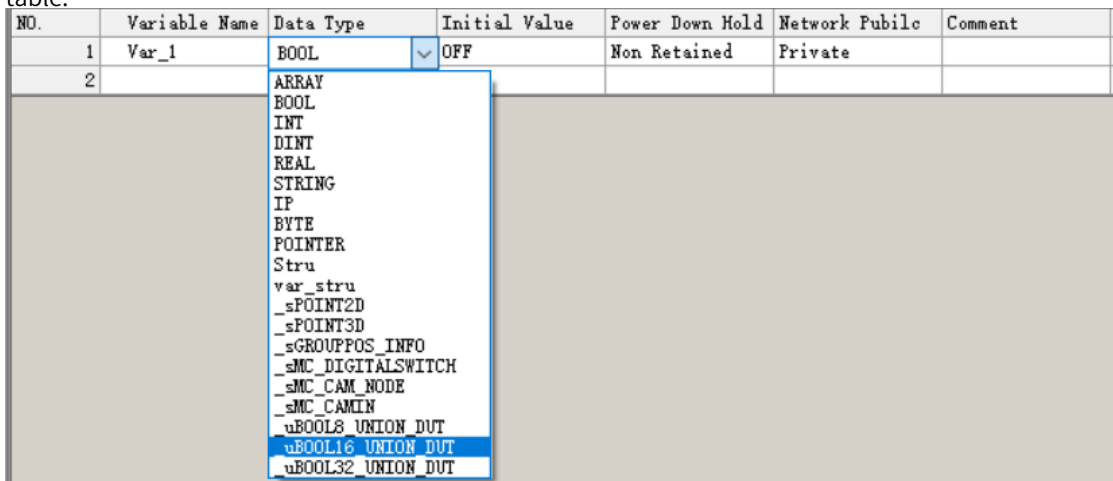 table.
NO. Variable Name Data Type Initial Value Power Down Hold Network Pubilc Comment
1 Var_1 BOOL OFF Non Retained Private
2
ARRAY
BOOL
INT
DINT
REAL
STRING
IP
BYTE
POINTER
Stru
var_stru
_sPOINT2D
_sPOINT3D
_sGROUPPOS_INFO
_sMC_DIGITALSWITCH
_sMC_CAM_NODE
_sMC_CAMIN
_uBOOL8_UNION_DUT
_uBOOL16_UNION_DUT
_uBOOL32_UNION_DUT